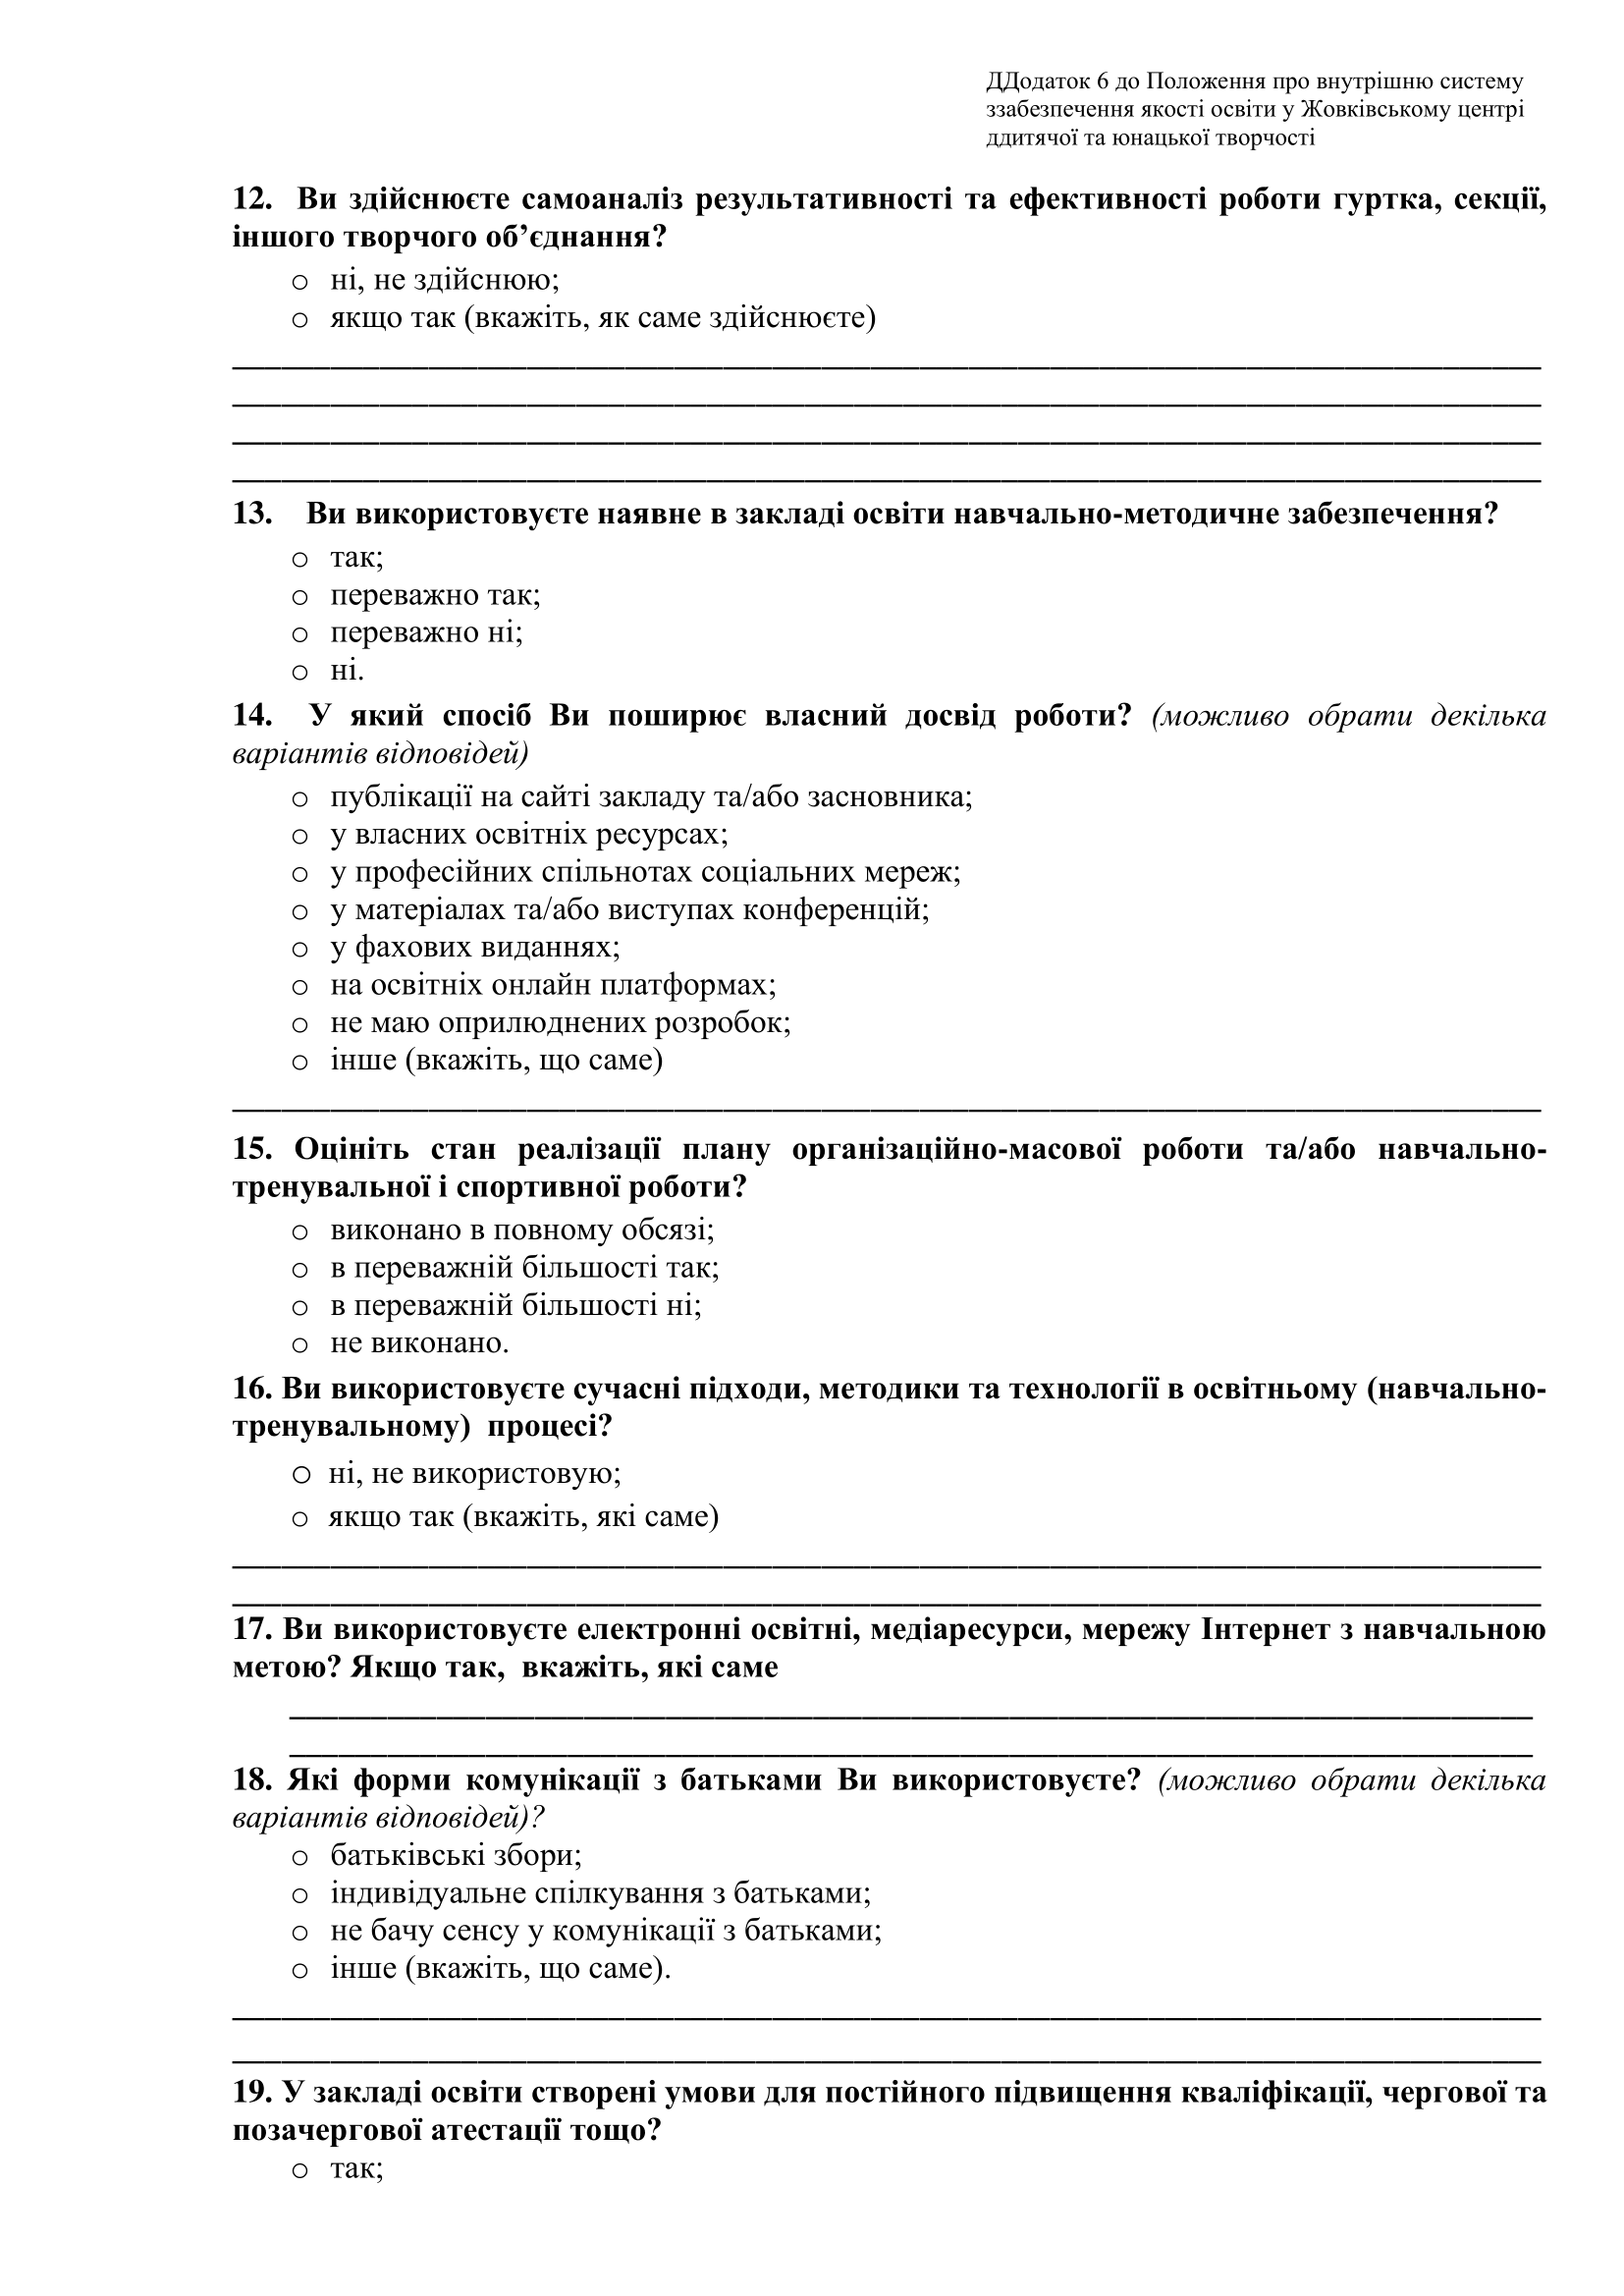 ДДодаток 6 до Положення про внутрішню систему
ззабезпечення якості освіти у Жовківському центрі
ддитячої та юнацької творчості
12. Ви здійснюєте самоаналіз результативності та ефективності роботи гуртка, секції,
іншого творчого об’єднання?
o ні, не здійснюю;
o якщо так (вкажіть, як саме здійснюєте)
13. Ви використовуєте наявне в закладі освіти навчально-методичне забезпечення?
o так;
o переважно так;
o переважно ні;
o ні.
14. У який спосіб Ви поширює власний досвід роботи? (можливо обрати декілька
варіантів відповідей)
o публікації на сайті закладу та/або засновника;
o у власних освітніх ресурсах;
o у професійних спільнотах соціальних мереж;
o у матеріалах та/або виступах конференцій;
o у фахових виданнях;
o на освітніх онлайн платформах;
o не маю оприлюднених розробок;
o інше (вкажіть, що саме)
15. Оцініть стан реалізації плану організаційно-масової роботи та/або навчально-
тренувальної і спортивної роботи?
o виконано в повному обсязі;
o в переважній більшості так;
o в переважній більшості ні;
o не виконано.
16. Ви використовуєте сучасні підходи, методики та технології в освітньому (навчально-
тренувальному) процесі?
o ні, не використовую;
o якщо так (вкажіть, які саме)
17. Ви використовуєте електронні освітні, медіаресурси, мережу Інтернет з навчальною
метою? Якщо так, вкажіть, які саме
18. Які форми комунікації з батьками Ви використовуєте? (можливо обрати декілька
варіантів відповідей)?
o батьківські збори;
o індивідуальне спілкування з батьками;
o не бачу сенсу у комунікації з батьками;
o інше (вкажіть, що саме).
19. У закладі освіти створені умови для постійного підвищення кваліфікації, чергової та
позачергової атестації тощо?
o так;